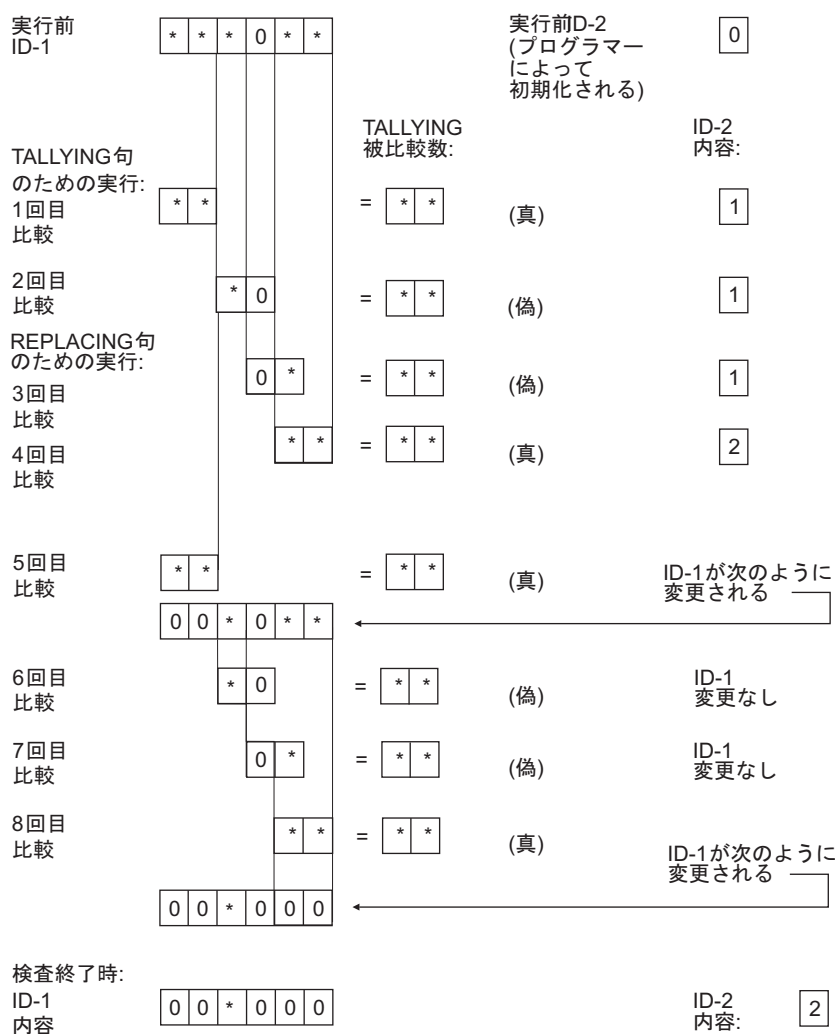 実行前
ID-1
* * * 0 * *
実行前ID-2
(プログラマー
によって
初期化される)
0
TALLYING
被比較数:
ID-2
内容:
TALLYING句
のための実行:
1回目
比較
* *
= * *
(真)
1
2回目
比較
* 0
= * *
(偽)
1
REPLACING句
のための実行:
3回目
比較
0 *
= * *
(偽)
1
4回目
比較
* *
= * *
(真)
2
5回目
比較
* *
= * *
(真)
ID-1が次のように
変更される
0 0 * 0 * *
6回目
比較
* 0
= * *
(偽)
ID-1
変更なし
7回目
比較
0 *
= * *
(偽)
ID-1
変更なし
8回目
比較
* *
= * *
(真)
ID-1が次のように
変更される
0 0 * 0 0 0
検査終了時:
ID-1
内容
0 0 * 0 0 0
ID-2
内容:
2